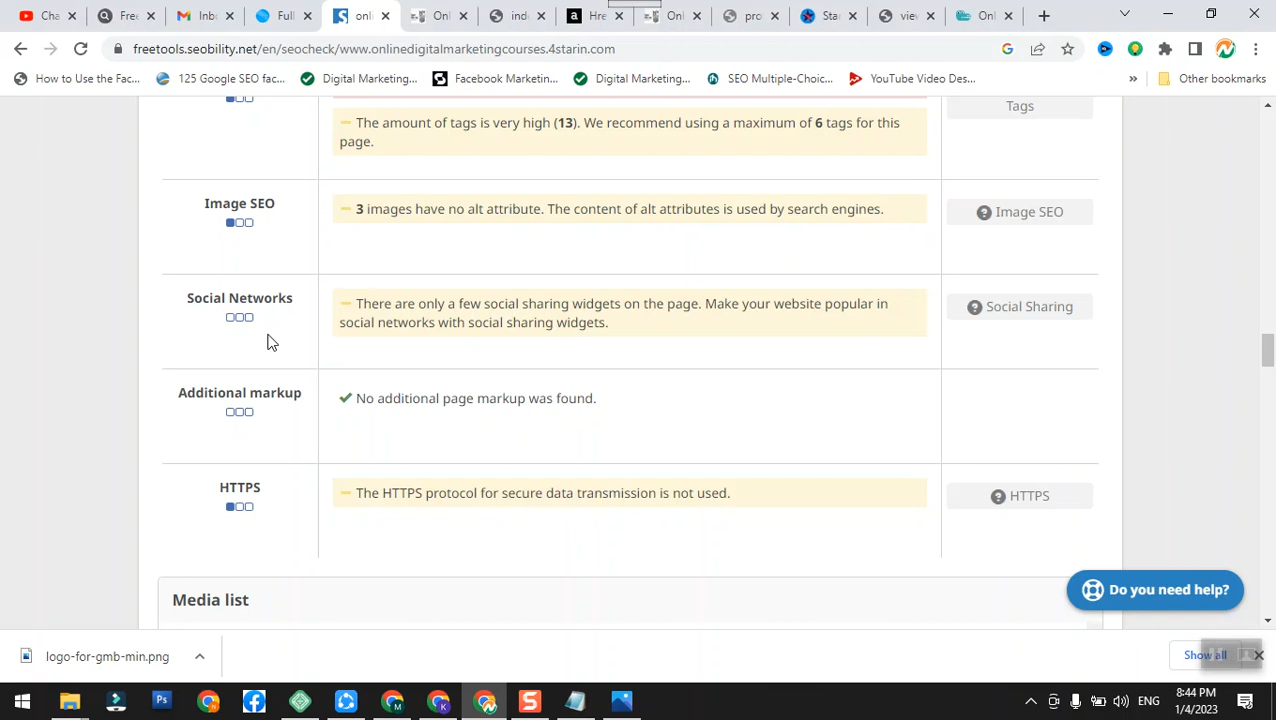 Cha
Free
Inb
Full
onli
Onl
ind
Hre
Onl
pro
Star
viev
Onl
freetools.seobility.net/en/seocheck/www.onlinedigitalmarketingcourses.4starin.com
How to Use the Fac...
125 Google SEO fac...
Digital Marketing...
Facebook Marketin...
Digital Marketing...
SEO Multiple-Choic...
YouTube Video Des...
»
Other bookmarks
The amount of tags is very high (13). We recommend using a maximum of 6 tags for this
page.
Tags
Image SEO
3 images have no alt attribute. The content of alt attributes is used by search engines.
Image SEO
Social Networks
There are only a few social sharing widgets on the page. Make your website popular in
social networks with social sharing widgets.
Social Sharing
Additional markup
No additional page markup was found.
HTTPS
The HTTPS protocol for secure data transmission is not used.
HTTPS
Media list
Do you need help?
logo-for-gmb-min.png
Show all
ENG
8:44 PM
1/4/2023